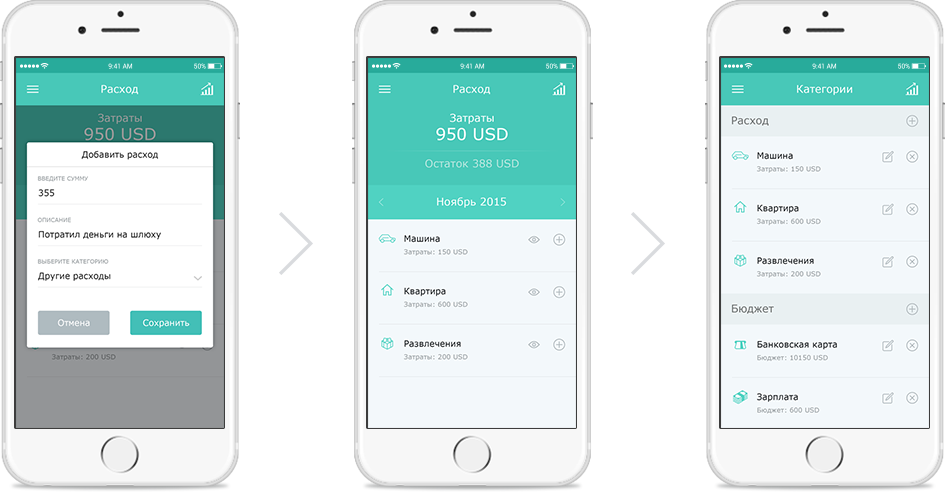 9:41 AM
50%
Расход
Затраты
950 USD
Добавить расход
ВВЕДИТЕ СУММУ
355
ОПИСАНИЕ
Потратил деньги на шлюху
ВЫБЕРИТЕ КАТЕГОРИЮ
Другие расходы
Отмена
Сохранить
Затраты: 200 USD
9:41 AM
50%
Расход
Затраты
950 USD
Остаток 388 USD
Ноябрь 2015
Машина
Затраты: 150 USD
Квартира
Затраты: 600 USD
Развлечения
Затраты: 200 USD
9:41 AM
50%
Категории
Расход
Машина
Затраты: 150 USD
Квартира
Затраты: 600 USD
Развлечения
Затраты: 200 USD
Бюджет
Банковская карта
Бюджет: 10150 USD
Зарплата
Бюджет: 600 USD